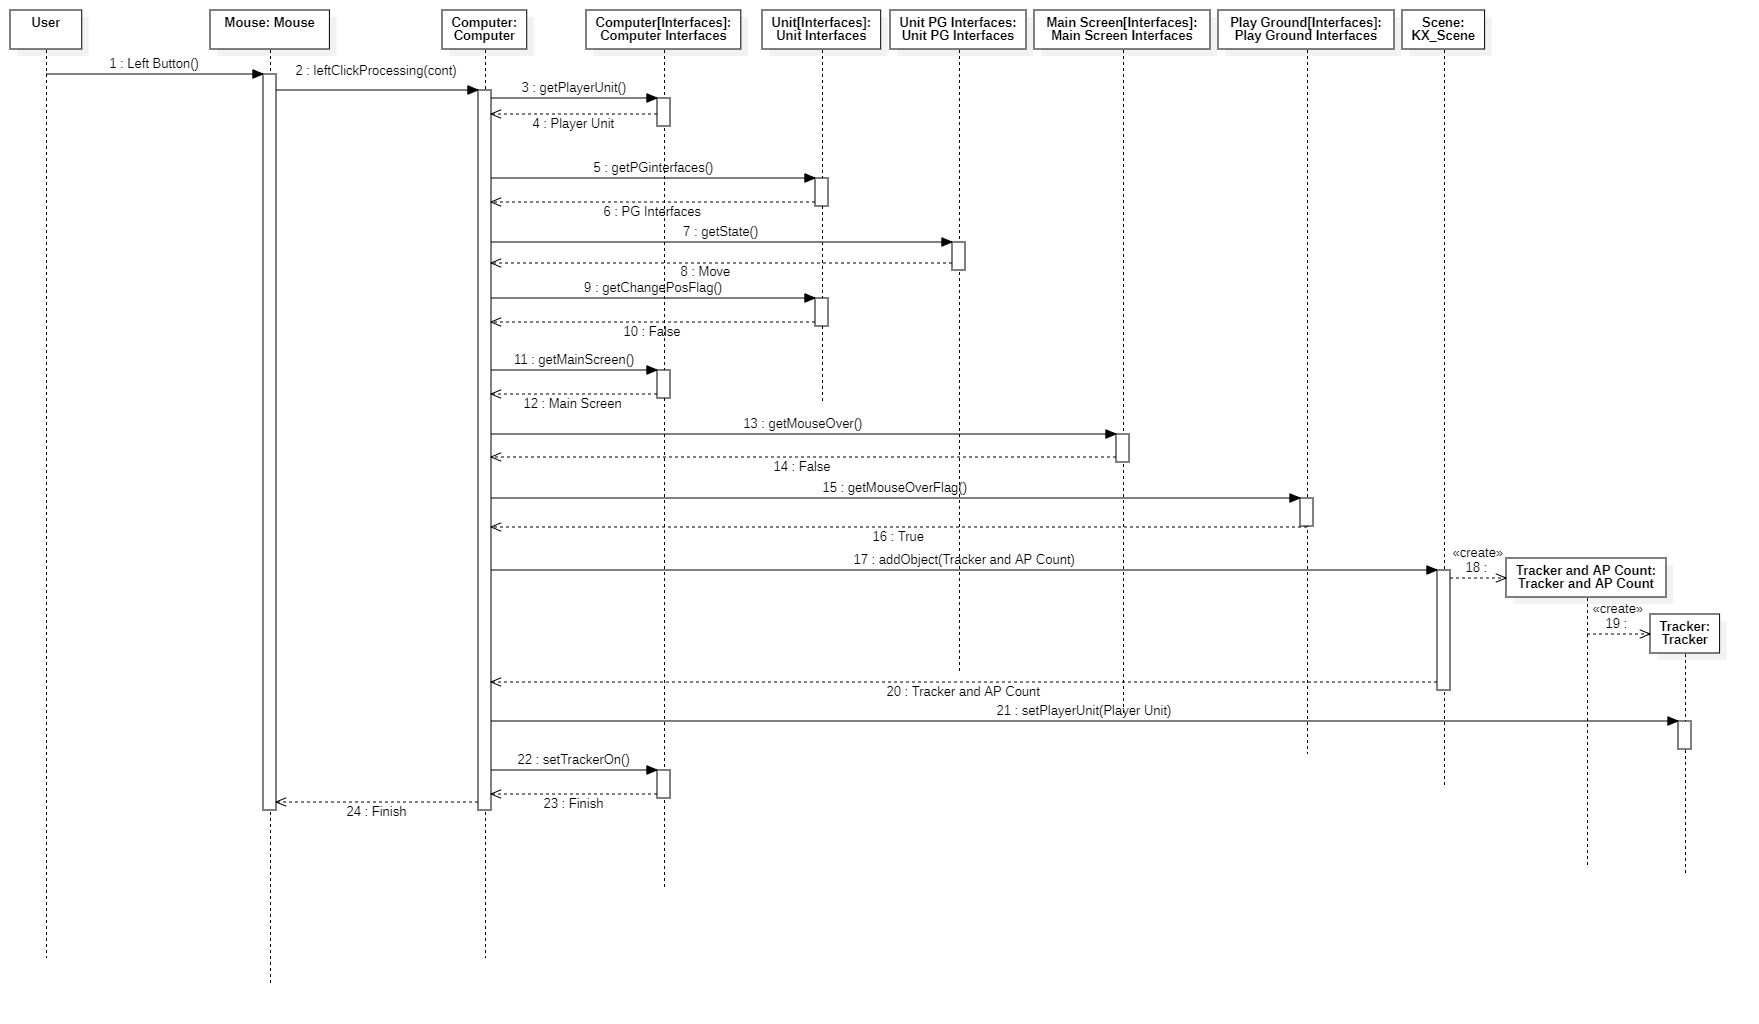 User
Mouse: Mouse
Computer:
Computer
Computer[Interfaces]:
Computer Interfaces
Unit[Interfaces]:
Unit Interfaces
Unit PG Interfaces:
Unit PG Interfaces
Main Screen[Interfaces]:
Main Screen Interfaces
Play Ground[Interfaces]:
Play Ground Interfaces
Scene:
KX_Scene
1 : Left Button()
2 : leftClickProcessing(cont)
3 : getPlayerUnit()
4 : Player Unit
5 : getPGinterfaces()
6 : PG Interfaces
7 : getState()
8 : Move
9 : getChangePosFlag()
10 : False
11 : getMainScreen()
12 : Main Screen
13 : getMouseOver()
14 : False
15 : getMouseOverFlag()
16 : True
17 : addObject(Tracker and AP Count)
«create»
18 :
Tracker and AP Count:
Tracker and AP Count
«create»
19 :
Tracker:
Tracker
20 : Tracker and AP Count
21 : setPlayerUnit(Player Unit)
22 : setTrackerOn()
23 : Finish
24 : Finish